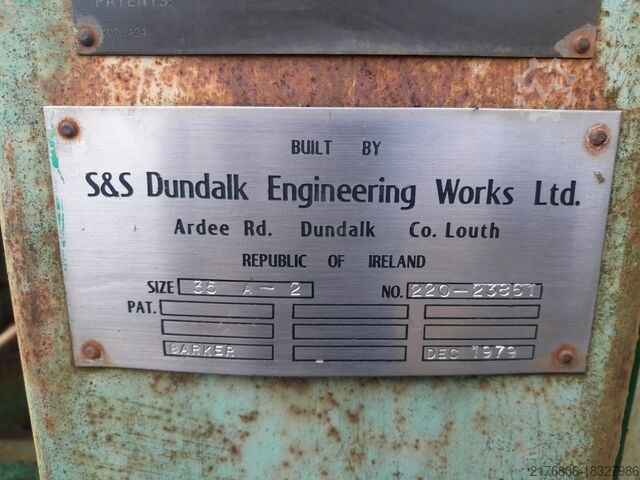 PATENTS:
BUILT BY
S&S Dundalk Engineering Works Ltd.
Ardee Rd. Dundalk Co. Louth
REPUBLIC OF IRELAND
SIZE 35 A-2 NO. 220-23851
PAT.
BARKER DEC 1979
2176806-18327986